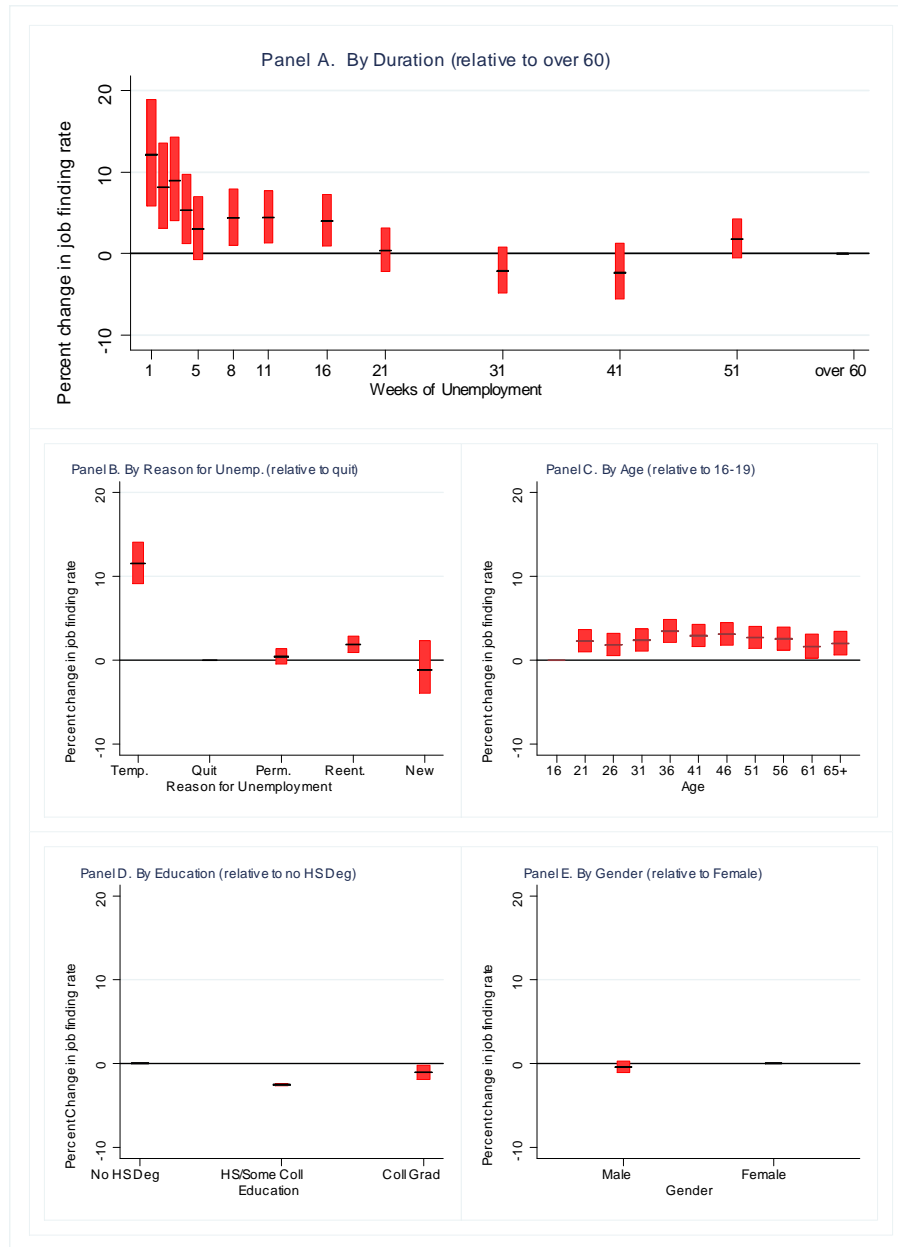 Panel A. By Duration (relative to over 60)
Percent change in job finding rate
20
10
0
-10
1 5 8 11 16 21 31 41 51 over 60
Weeks of Unemployment
Panel B. By Reason for Unemp. (relative to quit)
Percent change in job finding rate
20
10
0
-10
Temp. Quit Perm. Reent. New
Reason for Unemployment
Panel C. By Age (relative to 16-19)
Percent change in job finding rate
20
10
0
-10
16 21 26 31 36 41 46 51 56 61 65+
Age
Panel D. By Education (relative to no HS Deg)
Percent Change in job finding rate
20
10
0
-10
No HS Deg HS/Some Coll Coll Grad
Education
Panel E. By Gender (relative to Female)
Percent change in job finding rate
20
10
0
-10
Male Female
Gender